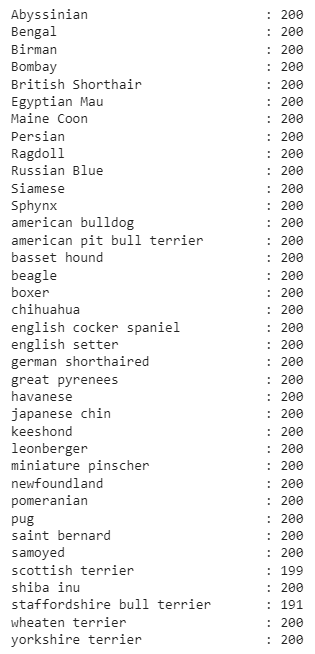 Abyssinian : 200
Bengal : 200
Birman : 200
Bombay : 200
British Shorthair : 200
Egyptian Mau : 200
Maine Coon : 200
Persian : 200
Ragdoll : 200
Russian Blue : 200
Siamese : 200
Sphynx : 200
american bulldog : 200
american pit bull terrier : 200
basset hound : 200
beagle : 200
boxer : 200
chihuahua : 200
english cocker spaniel : 200
english setter : 200
german shorthaired : 200
great pyrenees : 200
havanese : 200
japanese chin : 200
keeshond : 200
leonberger : 200
miniature pinscher : 200
newfoundland : 200
pomeranian : 200
pug : 200
saint bernard : 200
samoyed : 200
scottish terrier : 199
shiba inu : 200
staffordshire bull terrier : 191
wheaten terrier : 200
yorkshire terrier : 200